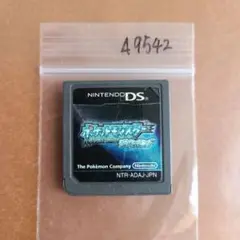 49542
NINTENDO DS
ポケットモンスター
The Pokémon Company Nintendo
NTR-ADAJ-JPN